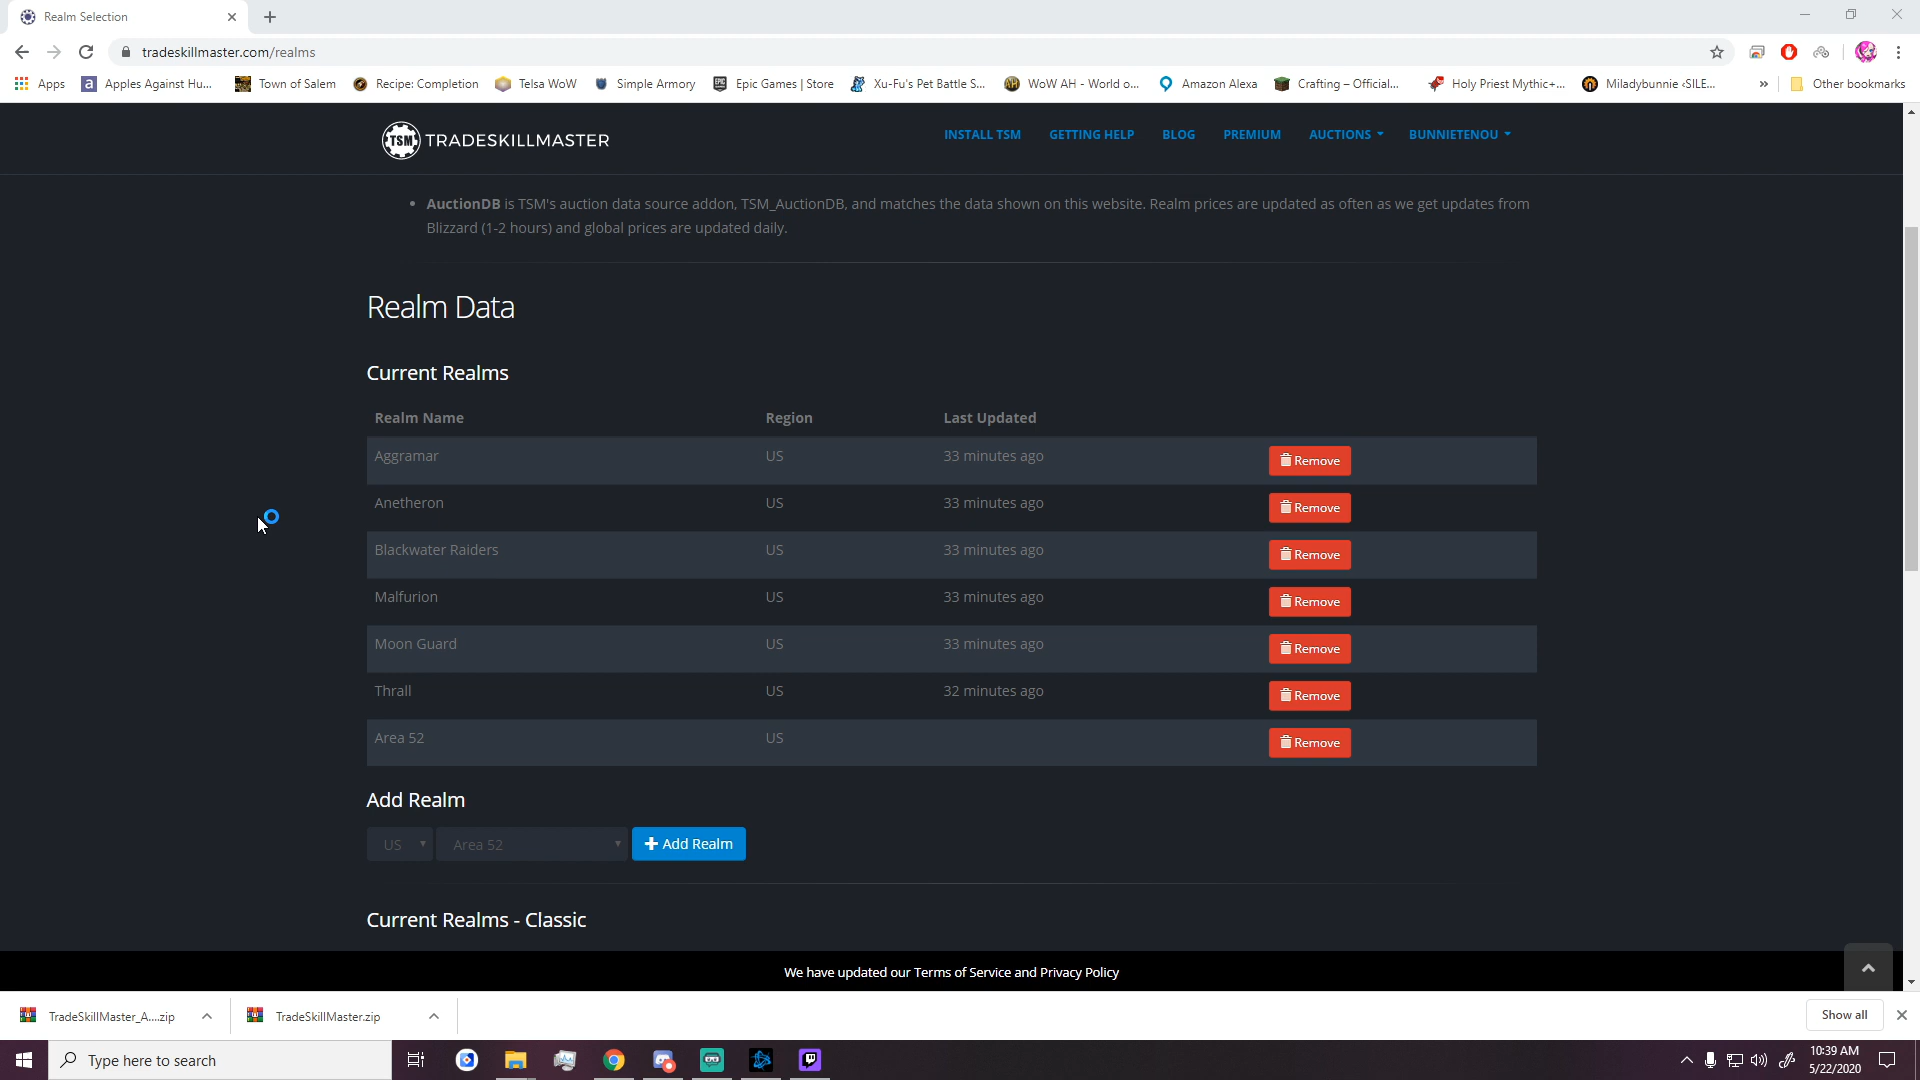 Realm Selection
tradeskillmaster.com/realms
Apps
Apples Against Hu...
Town of Salem
Recipe: Completion
Telsa WoW
Simple Armory
EPIC
Epic Games | Store
Xu-Fu's Pet Battle S...
WoW AH - World o...
Amazon Alexa
Crafting – Official...
Holy Priest Mythic+...
Miladybunnie ‹SILE...
»
Other bookmarks
TSM
TRADESKILLMASTER
INSTALL TSM
GETTING HELP
BLOG
PREMIUM
AUCTIONS
BUNNIETENOU
• AuctionDB is TSM's auction data source addon, TSM_AuctionDB, and matches the data shown on this website. Realm prices are updated as often as we get updates from
Blizzard (1-2 hours) and global prices are updated daily.
Realm Data
Current Realms
Realm Name Region Last Updated
Aggramar US 33 minutes ago Remove
Anetheron US 33 minutes ago Remove
Blackwater Raiders US 33 minutes ago Remove
Malfurion US 33 minutes ago Remove
Moon Guard US 33 minutes ago Remove
Thrall US 32 minutes ago Remove
Area 52 US Remove
Add Realm
US Area 52 Add Realm
Current Realms - Classic
We have updated our Terms of Service and Privacy Policy
TradeSkillMaster_A....zip
TradeSkillMaster.zip
Show all
Type here to search
10:39 AM
5/22/2020